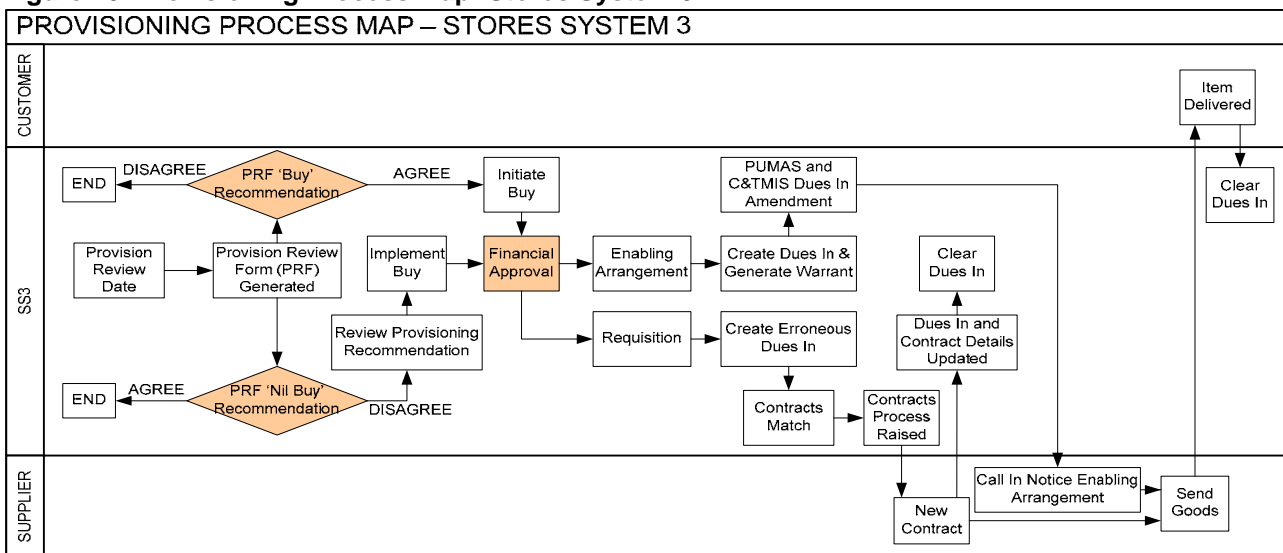 PROVISIONING PROCESS MAP – STORES SYSTEM 3
CUSTOMER
Item
Delivered
SS3
END
DISAGREE
PRF ‘Buy’
Recommendation
AGREE
Initiate
Buy
PUMAS and
C&TMIS Dues In
Amendment
Clear
Dues In
Provision
Review
Date
Provision Review
Form (PRF)
Generated
Implement
Buy
Financial
Approval
Enabling
Arrangement
Create Dues In &
Generate Warrant
Clear
Dues In
Review Provisioning
Recommendation
Requisition
Create Erroneous
Dues In
Dues In and
Contract Details
Updated
END
AGREE
PRF ‘Nil Buy’
Recommendation
DISAGREE
Contracts
Match
Contracts
Process
Raised
SUPPLIER
New
Contract
Call In Notice Enabling
Arrangement
Send
Goods